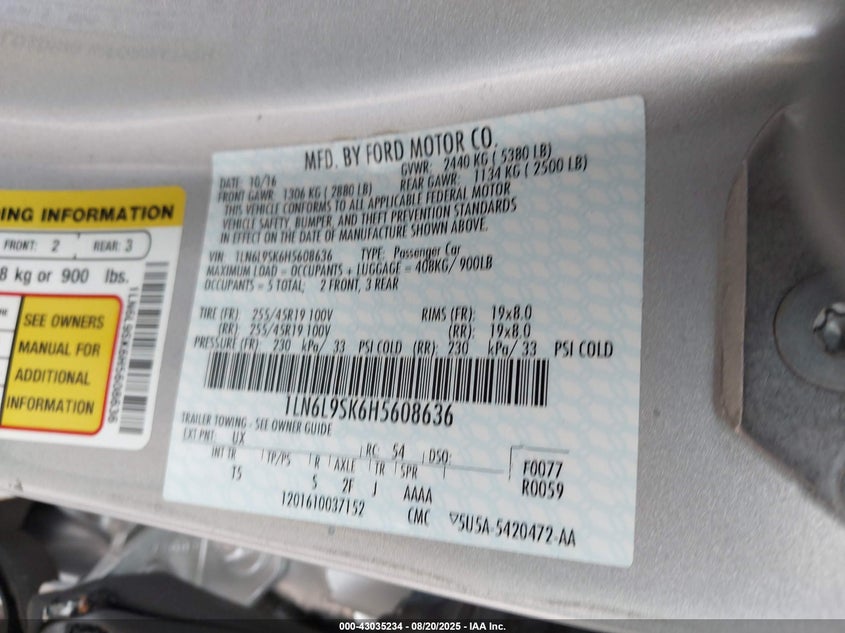 DING INFORMATION
FRONT: 2 REAR: 3
8 kg or 900 lbs.
SEE OWNERS
MANUAL FOR
ADDITIONAL
INFORMATION
1LN6L9SK6H5608636
MFD. BY FORD MOTOR CO.
DATE: 10/16 GVWR: 2440 KG ( 5380 LB)
FRONT GAWR: 1306 KG ( 2880 LB) REAR GAWR: 1134 KG ( 2500 LB)
THIS VEHICLE CONFORMS TO ALL APPLICABLE FEDERAL MOTOR
VEHICLE SAFETY, BUMPER, AND THEFT PREVENTION STANDARDS
IN EFFECT ON THE DATE OF MANUFACTURE SHOWN ABOVE.
VIN: 1LN6L9SK6H5608636 TYPE: Passenger Car
MAXIMUM LOAD = OCCUPANTS + LUGGAGE = 408KG/ 900LB
OCCUPANTS = 5 TOTAL; 2 FRONT, 3 REAR
TIRE (FR): 255/45R19 100V RIMS (FR): 19x8.0
(RR): 255/45R19 100V (RR): 19x8.0
PRESSURE (FR): 230 kPa/ 33 PSI COLD (RR): 230 kPa/ 33 PSI COLD
1LN6L9SK6H5608636
TRAILER TOWING - SEE OWNER GUIDE
EXT PNT: UX RC: 54 DSO: F0077
INT TR TP/PS R AXLE TR SPR R0059
T5 5 2F J AAAA
1201610037152 CMC ▽5U5A-5420472-AA
000-43035234 - 08/20/2025 - IAA, Inc.